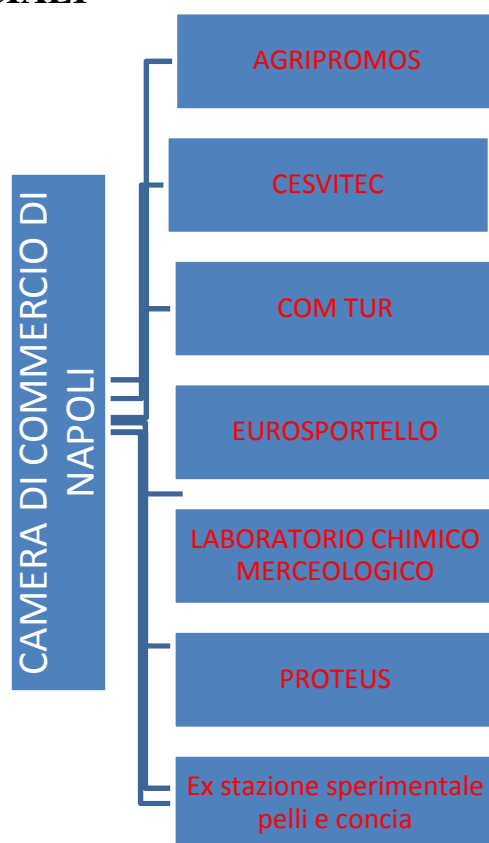 CAMERA DI COMMERCIO DI
NAPOLI
AGRIPROMOS
CESVITEC
COM TUR
EUROSPORTELLO
LABORATORIO CHIMICO
MERCEOLOGICO
PROTEUS
Ex stazione sperimentale
pelli e concia